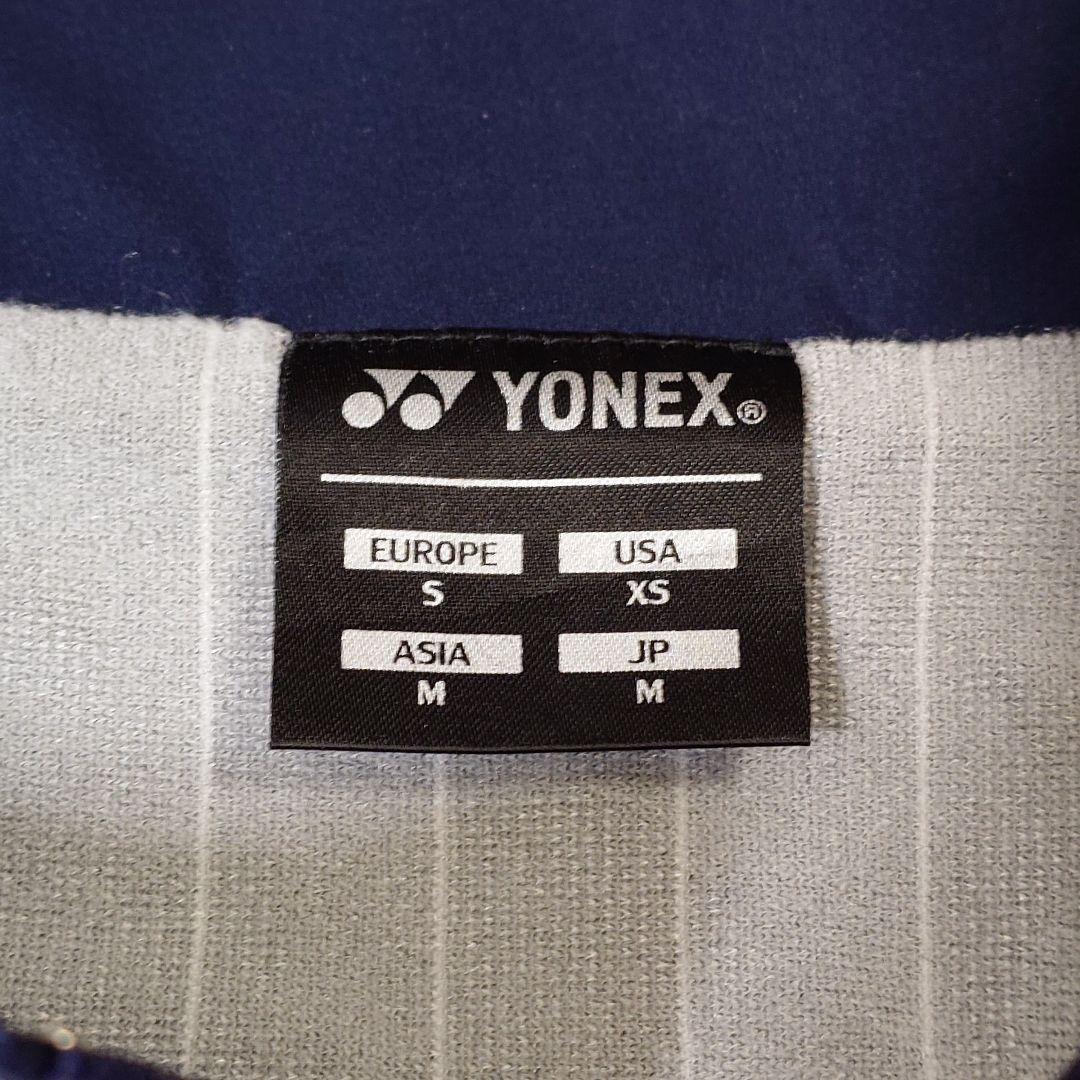 YONEX®
EUROPE USA
S XS
ASIA JP
M M